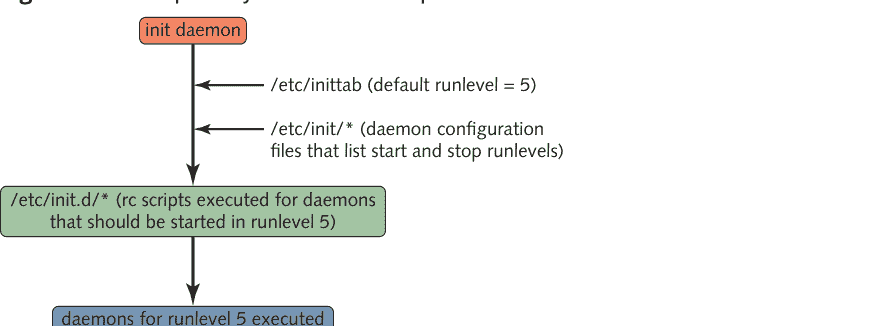 init daemon
/etc/inittab (default runlevel = 5)
/etc/init/* (daemon configuration
files that list start and stop runlevels)
/etc/init.d/* (rc scripts executed for daemons
that should be started in runlevel 5)
daemons for runlevel 5 executed